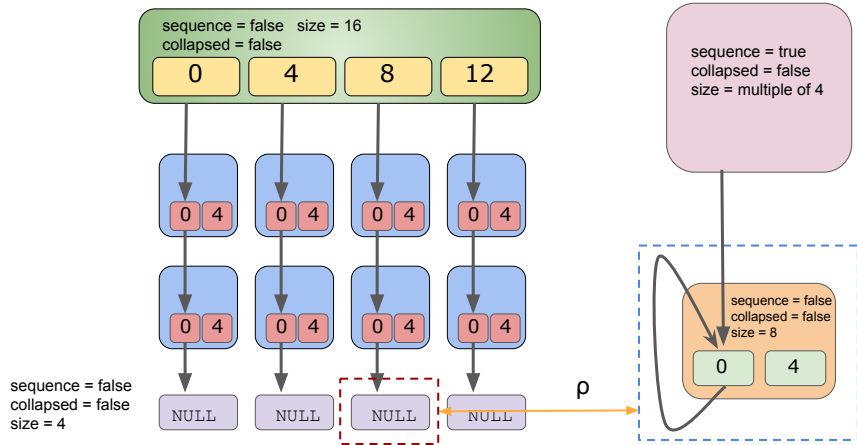 sequence = false   size = 16
collapsed = false
0 4 8 12
sequence = true
collapsed = false
size = multiple of 4
0 4 0 4 0 4 0 4
0 4 0 4 0 4 0 4
sequence = false
collapsed = false
size = 8
0 4
sequence = false
collapsed = false
size = 4
NULL NULL NULL NULL
ρ